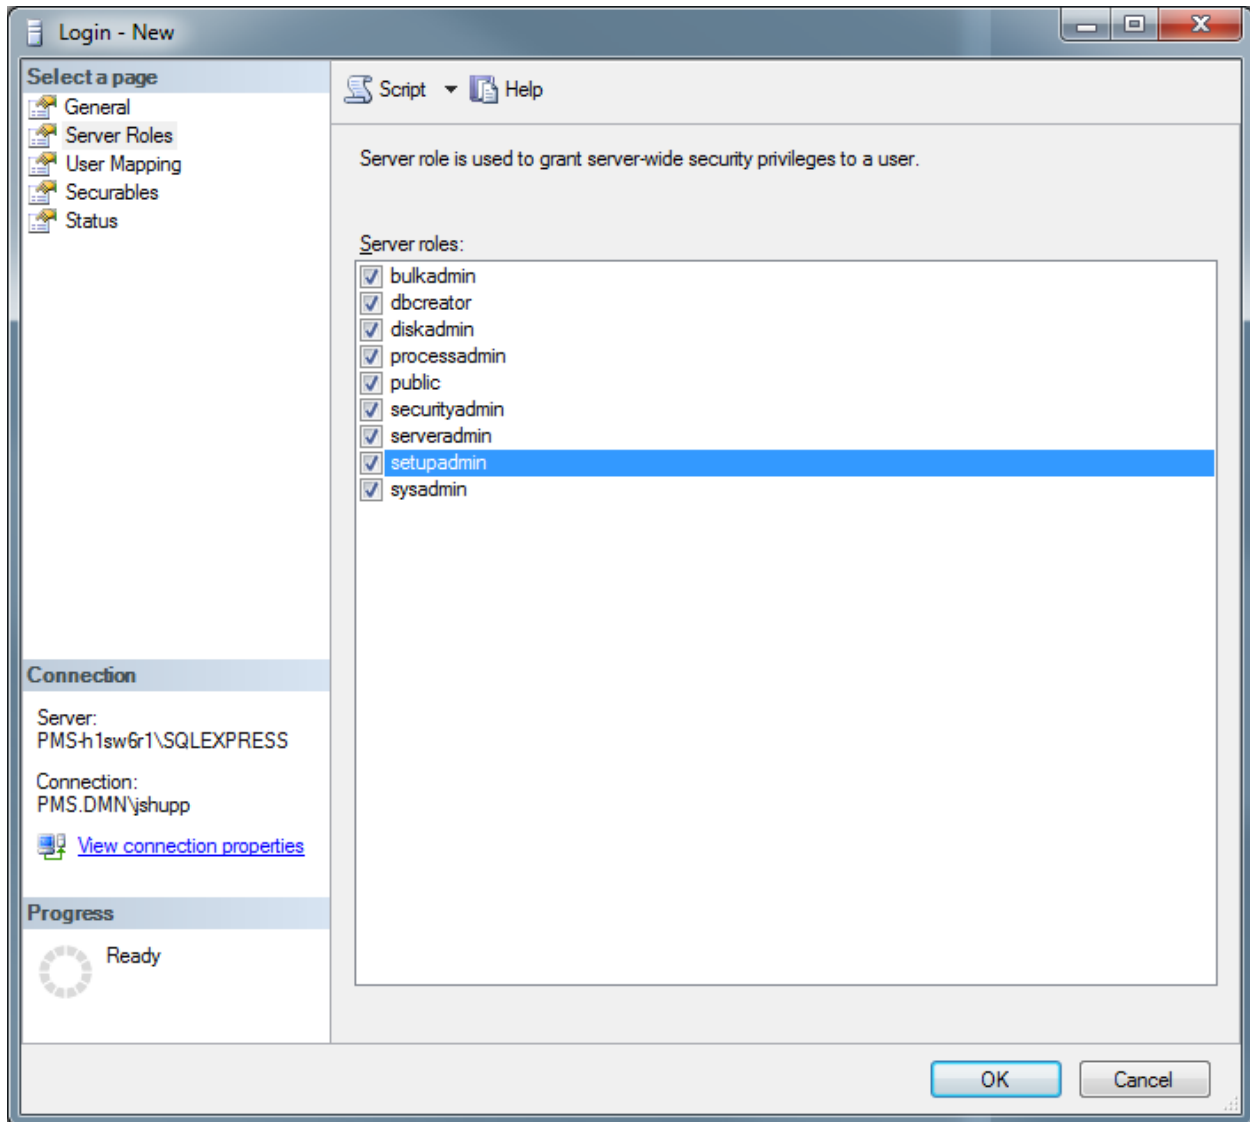 Login - New
Select a page
General
Server Roles
User Mapping
Securables
Status
Script Help
Server role is used to grant server-wide security privileges to a user.
Server roles:
bulkadmin
dbcreator
diskadmin
processadmin
public
securityadmin
serveradmin
setupadmin
sysadmin
Connection
Server:
PMS-h1sw6r1\SQLEXPRESS
Connection:
PMS.DMN\jshupp
View connection properties
Progress
Ready
OK Cancel